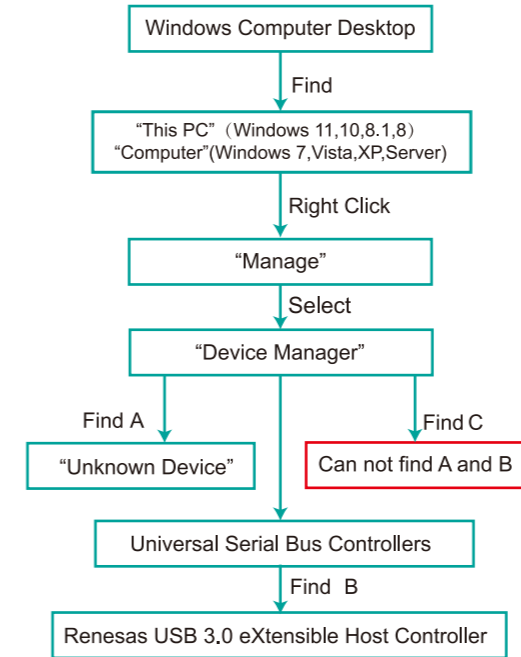 Windows Computer Desktop
Find
“This PC”（Windows 11,10,8.1,8）
“Computer”(Windows 7,Vista,XP,Server)
Right Click
“Manage”
Select
“Device Manager”
Find A
Find C
“Unknown Device”
Can not find A and B
Universal Serial Bus Controllers
Find B
Renesas USB 3.0 eXtensible Host Controller